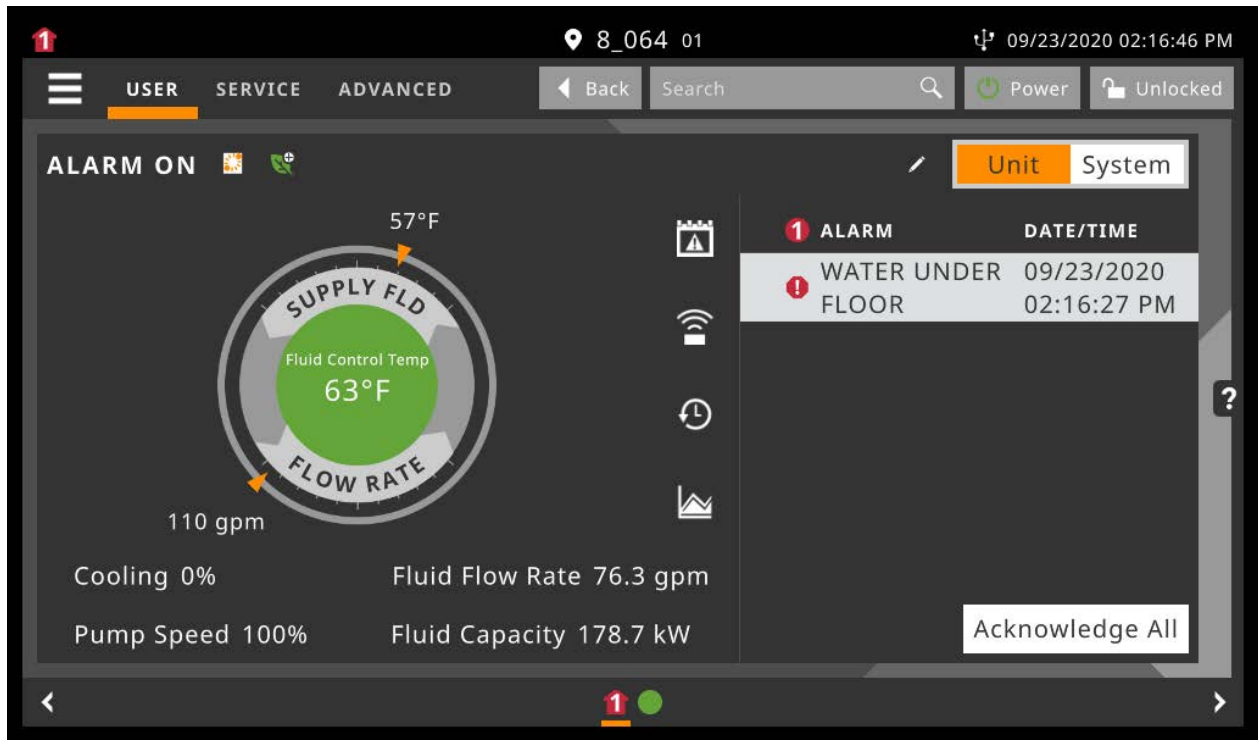 1
8_064 01
09/23/2020 02:16:46 PM
USER SERVICE ADVANCED
Back
Search
Power
Unlocked
ALARM ON
Unit System
57°F
SUPPLY FLD
Fluid Control Temp
63°F
FLOW RATE
110 gpm
Cooling 0%
Fluid Flow Rate 76.3 gpm
Pump Speed 100%
Fluid Capacity 178.7 kW
1 ALARM DATE/TIME
! WATER UNDER 09/23/2020
FLOOR 02:16:27 PM
Acknowledge All
?
1